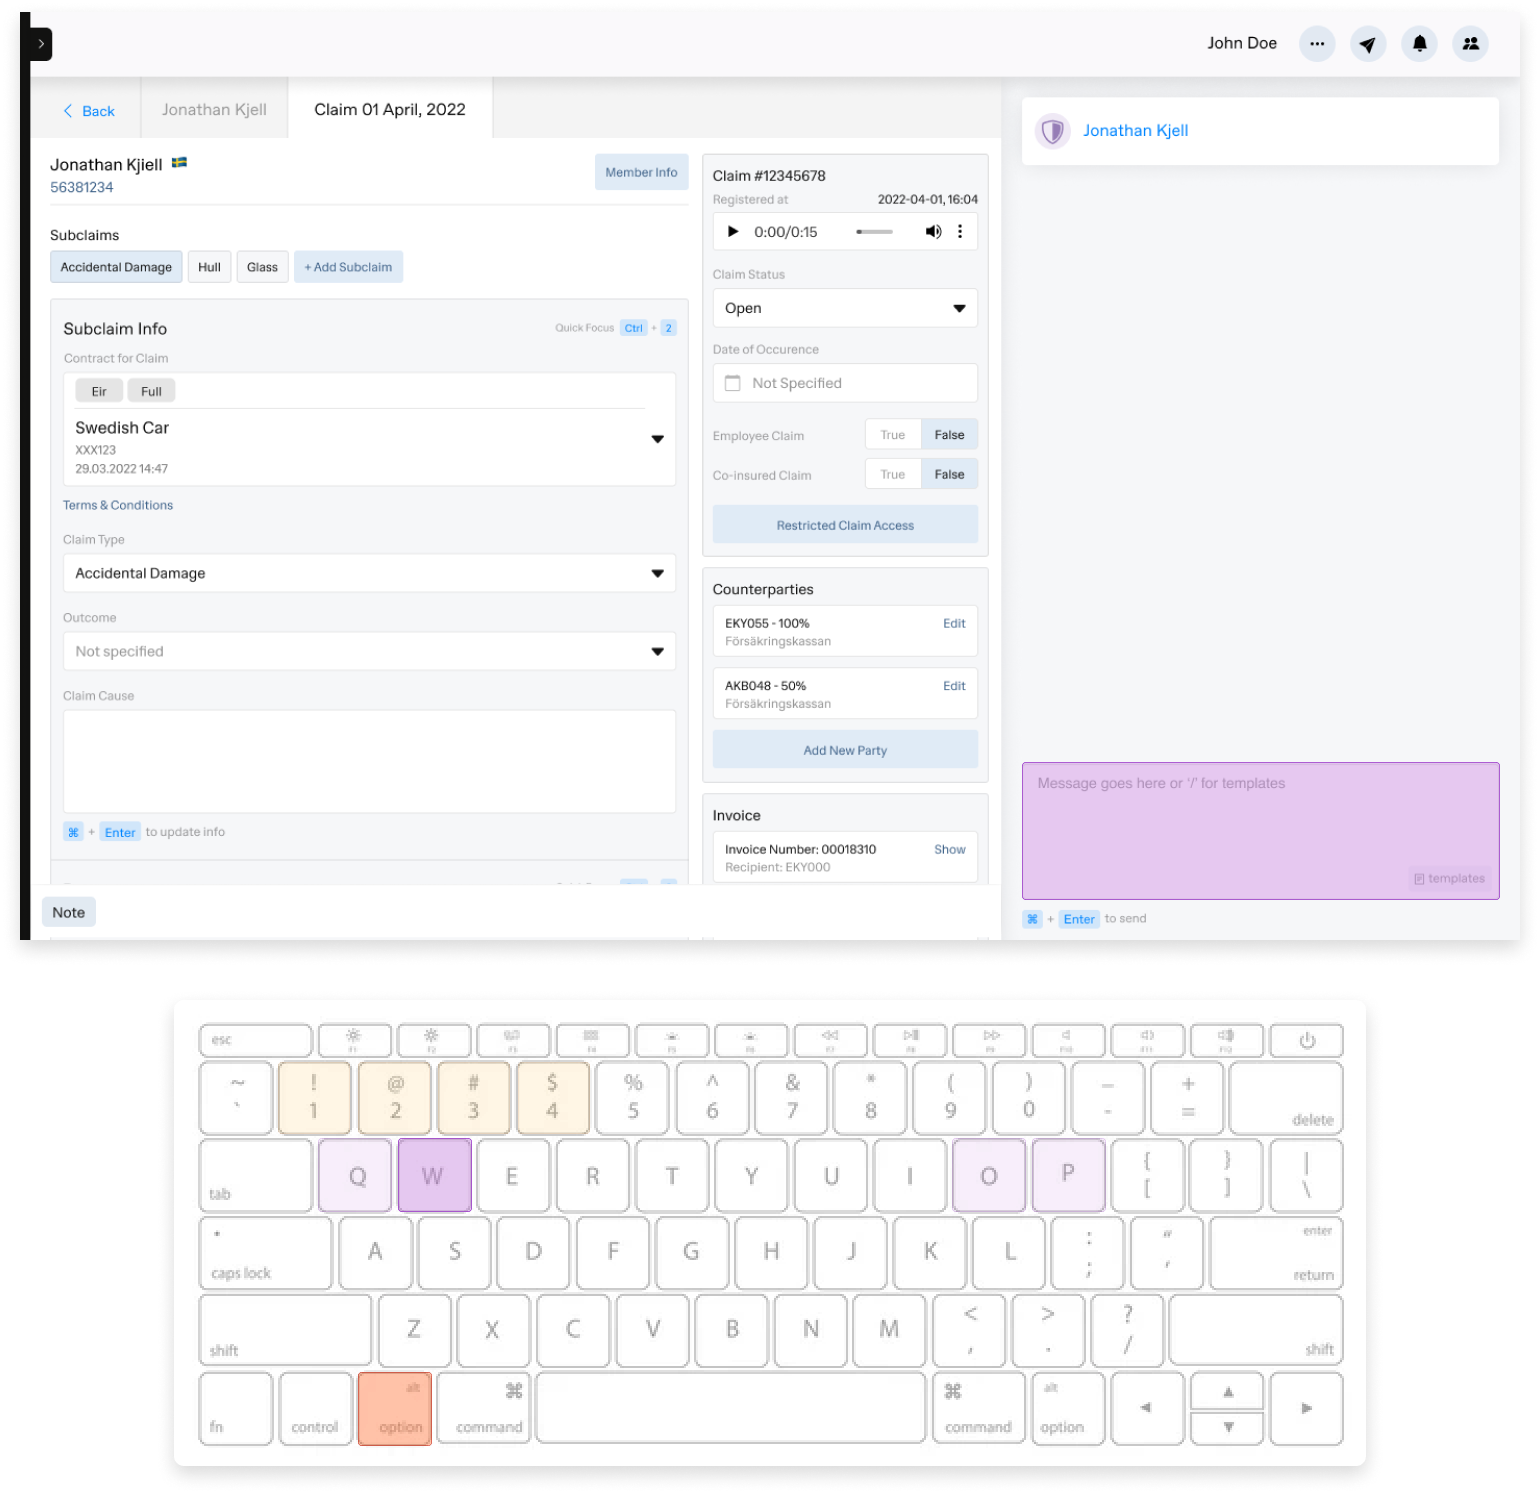 John Doe
Back
Jonathan Kjell
Claim 01 April, 2022
Jonathan Kjiell
56381234
Member Info
Subclaims
Accidental Damage
Hull
Glass
+ Add Subclaim
Subclaim Info
Quick Focus Ctrl + 2
Contract for Claim
Eir
Full
Swedish Car
XXX123
29.03.2022 14:47
Terms & Conditions
Claim Type
Accidental Damage
Outcome
Not specified
Claim Cause
⌘ + Enter to update info
Note
Claim #12345678
Registered at 2022-04-01, 16:04
0:00/0:15
Claim Status
Open
Date of Occurence
Not Specified
Employee Claim True False
Co-insured Claim True False
Restricted Claim Access
Counterparties
EKY055 - 100% Edit
Försäkringskassan
AKB048 - 50% Edit
Försäkringskassan
Add New Party
Invoice
Invoice Number: 00018310 Show
Recipient: EKY000
Jonathan Kjell
Message goes here or '/' for templates
templates
⌘ + Enter to send
esc F1 F2 F3 F4 F5 F6 F7 F8 F9 F10 F11 F12
~ ! @ # $ % ^ & * ( ) _ +
` 1 2 3 4 5 6 7 8 9 0 - = delete
tab Q W E R T Y U I O P { [ } ] | \
caps lock A S D F G H J K L : ; " ' enter return
shift Z X C V B N M < , > . ? / shift
fn control alt option ⌘ command ⌘ command alt option